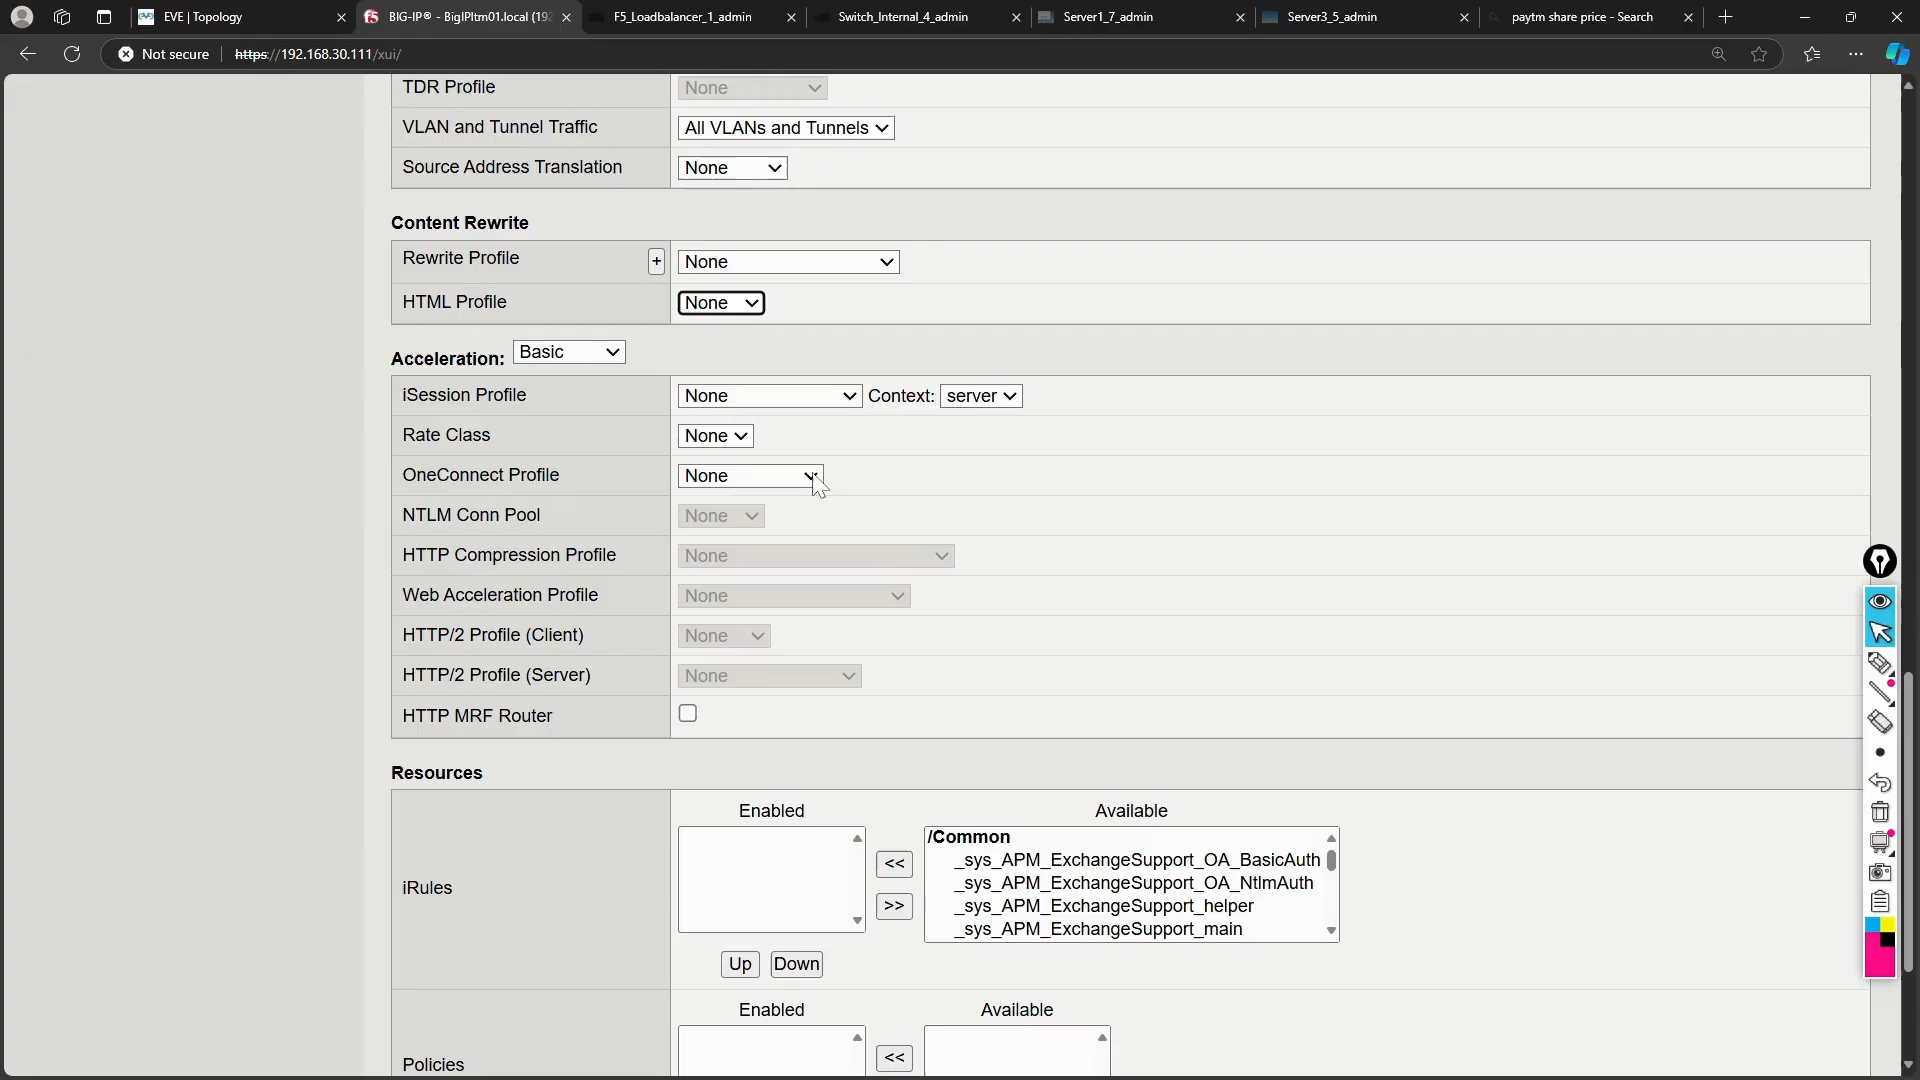 EVE | Topology
BIG-IP® - BigIPltm01.local (192
F5_Loadbalancer_1_admin
Switch_Internal_4_admin
Server1_7_admin
Server3_5_admin
paytm share price - Search
Not secure
https://192.168.30.111/xui/
TDR Profile
None
VLAN and Tunnel Traffic
All VLANs and Tunnels
Source Address Translation
None
Content Rewrite
Rewrite Profile
+
None
HTML Profile
None
Acceleration:
Basic
iSession Profile
None
Context:
server
Rate Class
None
OneConnect Profile
None
NTLM Conn Pool
None
HTTP Compression Profile
None
Web Acceleration Profile
None
HTTP/2 Profile (Client)
None
HTTP/2 Profile (Server)
None
HTTP MRF Router
Resources
iRules
Enabled
Available
<<
>>
/Common
_sys_APM_ExchangeSupport_OA_BasicAuth
_sys_APM_ExchangeSupport_OA_NtlmAuth
_sys_APM_ExchangeSupport_helper
_sys_APM_ExchangeSupport_main
Up
Down
Policies
Enabled
Available
<<